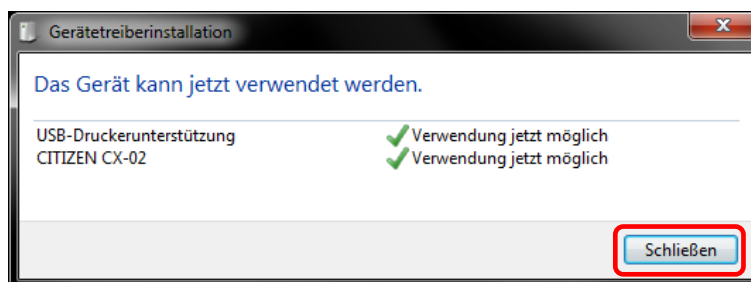 Gerätetreiberinstallation
Das Gerät kann jetzt verwendet werden.
USB-Druckerunterstützung Verwendung jetzt möglich
CITIZEN CX-02 Verwendung jetzt möglich
Schließen